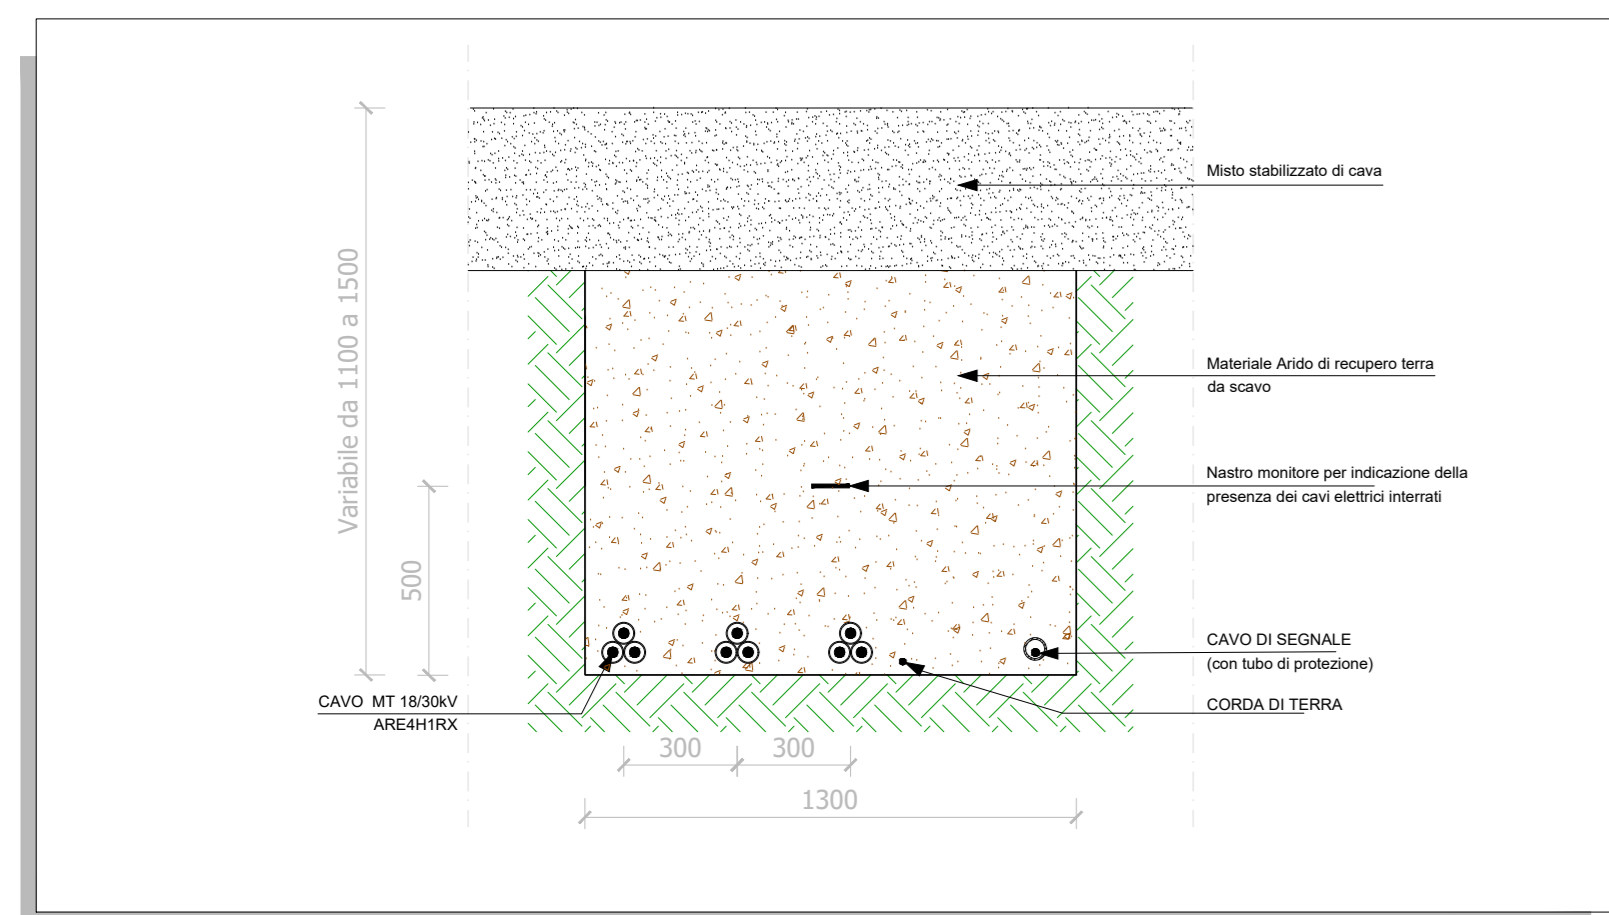 Misto stabilizzato di cava
Variabile da 1100 a 1500
Materiale Arido di recupero terra
da scavo
Nastro monitore per indicazione della
presenza dei cavi elettrici interrati
500
CAVO DI SEGNALE
(con tubo di protezione)
CAVO MT 18/30kV
ARE4H1RX
CORDA DI TERRA
300
300
1300